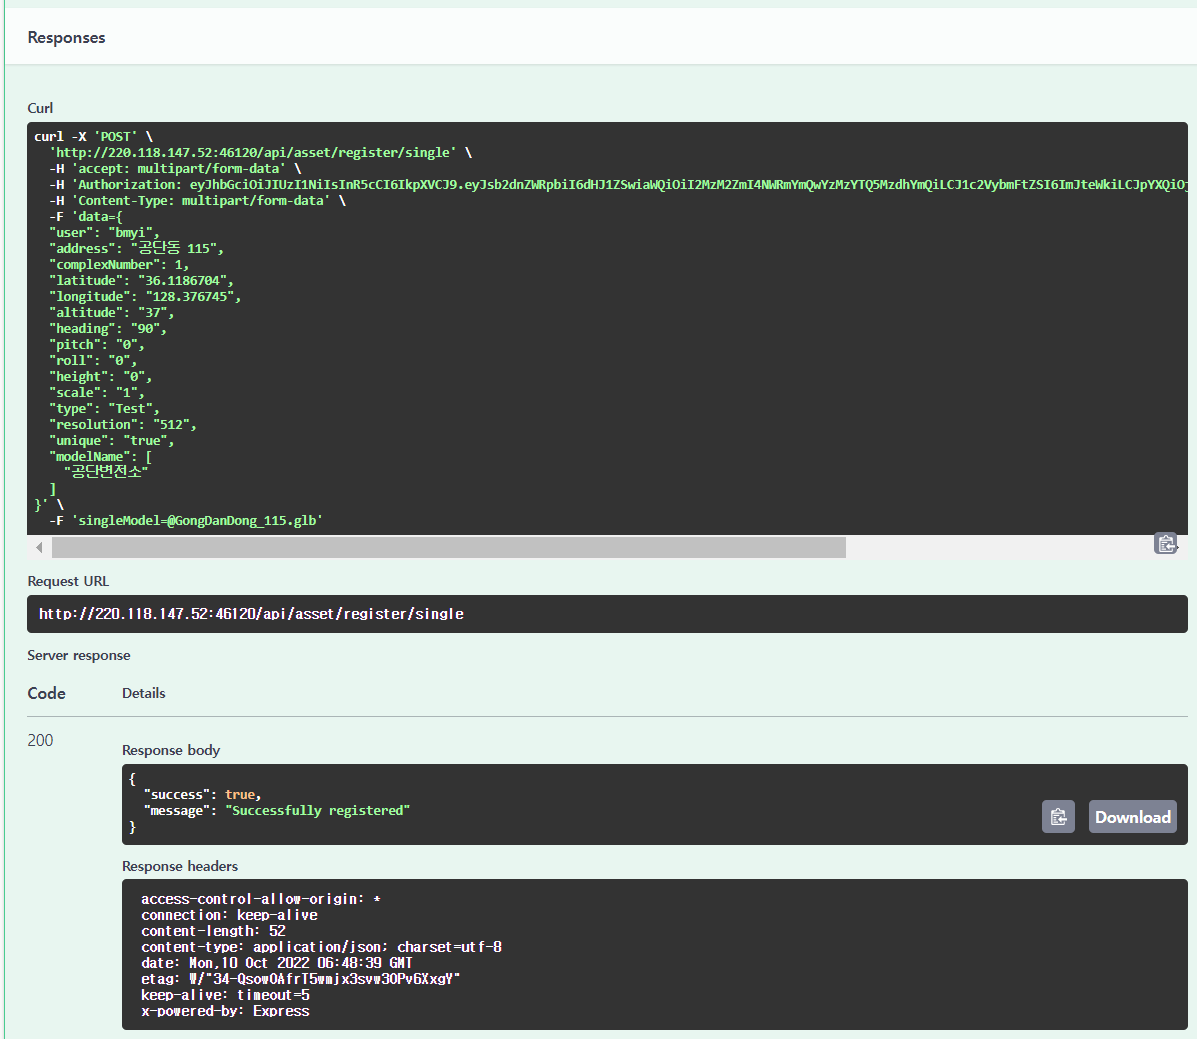 Responses
Curl
curl -X 'POST' \
'http://220.118.147.52:46120/api/asset/register/single' \
-H 'accept: multipart/form-data' \
-H 'Authorization: eyJhbGciOiJIUzI1NiIsInR5cCI6IkpXVCJ9.eyJsb2dnZWRpbiI6dHJ1ZSwiaWQiOiI2MzM2ZmI4NWRmYmQwYzMzYTQ5MzdhYmQiLCJ1c2VybmFtZSI6ImJteWkiLCJpYXQiOj
-H 'Content-Type: multipart/form-data' \
-F 'data={
"user": "bmyi",
"address": "공단동 115",
"complexNumber": 1,
"latitude": "36.1186704",
"longitude": "128.376745",
"altitude": "37",
"heading": "90",
"pitch": "0",
"roll": "0",
"height": "0",
"scale": "1",
"type": "Test",
"resolution": "512",
"unique": "true",
"modelName": [
"공단변전소"
]
}' \
-F 'singleModel=@GongDanDong_115.glb'
Request URL
http://220.118.147.52:46120/api/asset/register/single
Server response
Code Details
200
Response body
{
"success": true,
"message": "Successfully registered"
}
Download
Response headers
access-control-allow-origin: *
connection: keep-alive
content-length: 52
content-type: application/json; charset=utf-8
date: Mon,10 Oct 2022 06:48:39 GMT
etag: W/"34-QsowOAfrT5wmjx3svw3OPv6XxgY"
keep-alive: timeout=5
x-powered-by: Express